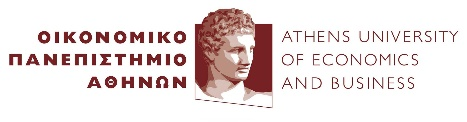 ΟΙΚΟΝΟΜΙΚΟ
ΠΑΝΕΠΙΣΤΗΜΙΟ
ΑΘΗΝΩΝ
ATHENS UNIVERSITY
OF ECONOMICS
AND BUSINESS